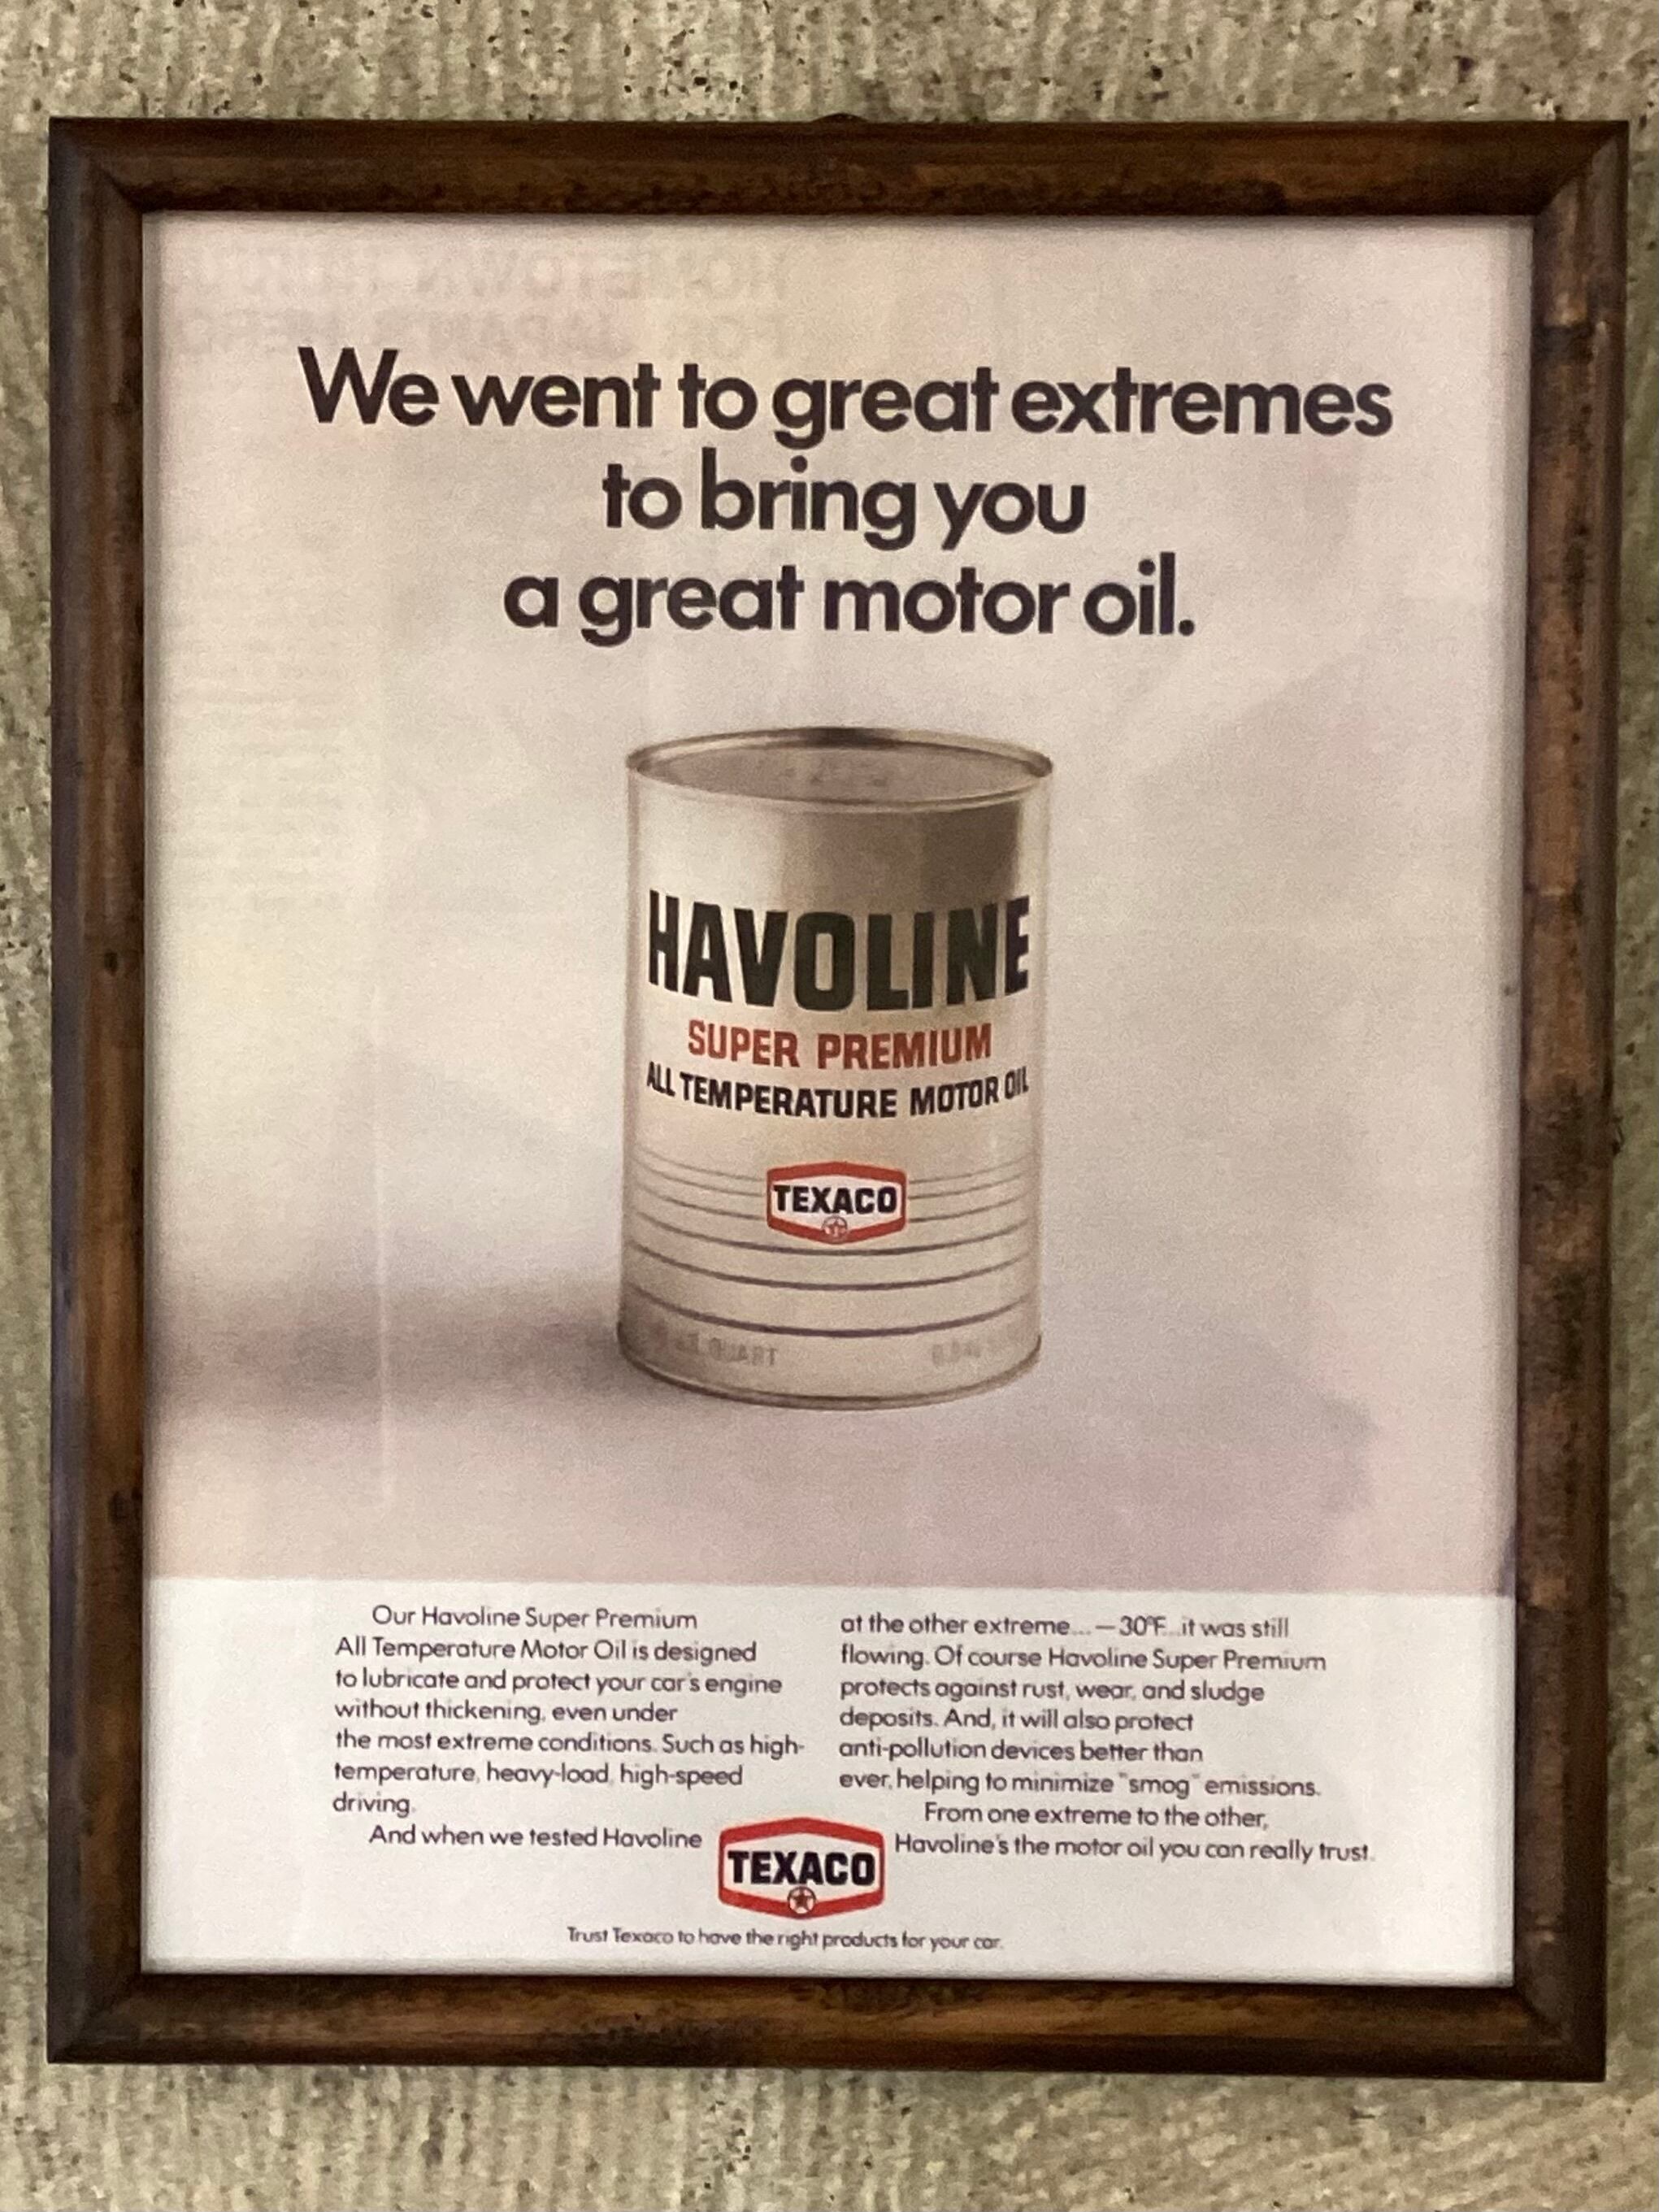 We went to great extremes
to bring you
a great motor oil.
HAVOLINE
SUPER PREMIUM
ALL TEMPERATURE MOTOR OIL
TEXACO
QUART
Our Havoline Super Premium
All Temperature Motor Oil is designed
to lubricate and protect your car's engine
without thickening, even under
the most extreme conditions. Such as high-
temperature, heavy-load, high-speed
driving.
And when we tested Havoline
at the other extreme...—30°F...it was still
flowing. Of course Havoline Super Premium
protects against rust, wear, and sludge
deposits. And, it will also protect
anti-pollution devices better than
ever, helping to minimize "smog" emissions.
From one extreme to the other,
Havoline's the motor oil you can really trust.
TEXACO
Trust Texaco to have the right products for your car.